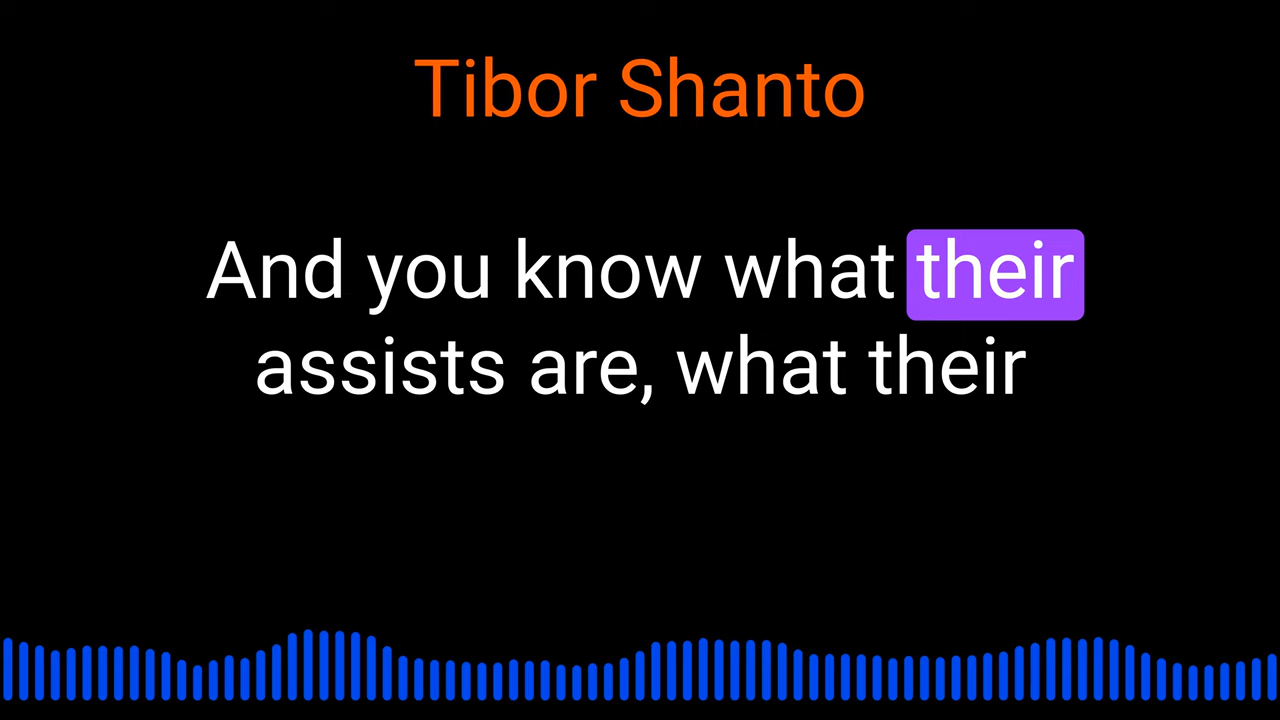 Tibor Shanto
And you know what their
assists are, what their